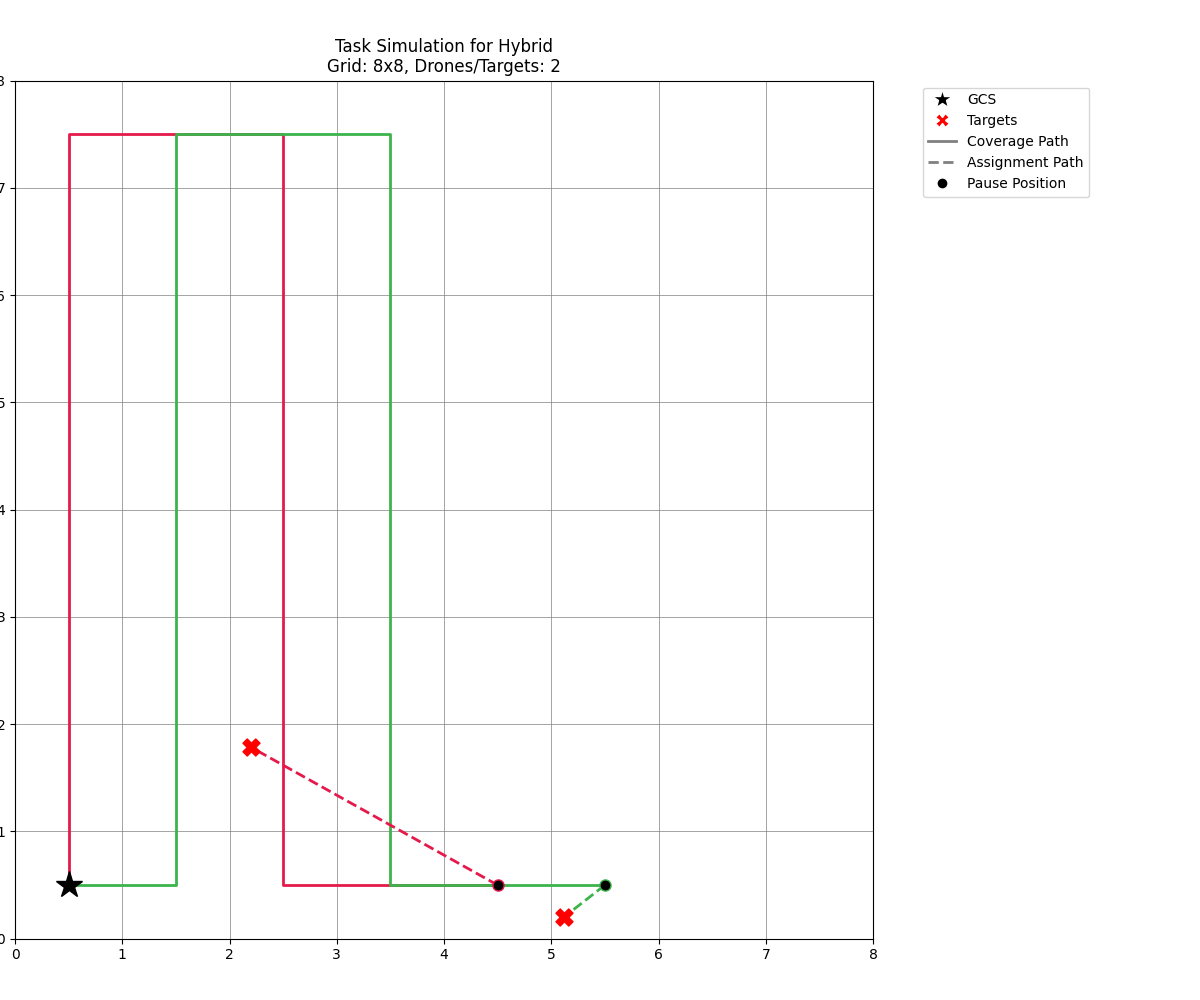 Task Simulation for Hybrid
Grid: 8x8, Drones/Targets: 2
GCS
Targets
Coverage Path
Assignment Path
Pause Position
8
7
6
5
4
3
2
1
0
0 1 2 3 4 5 6 7 8